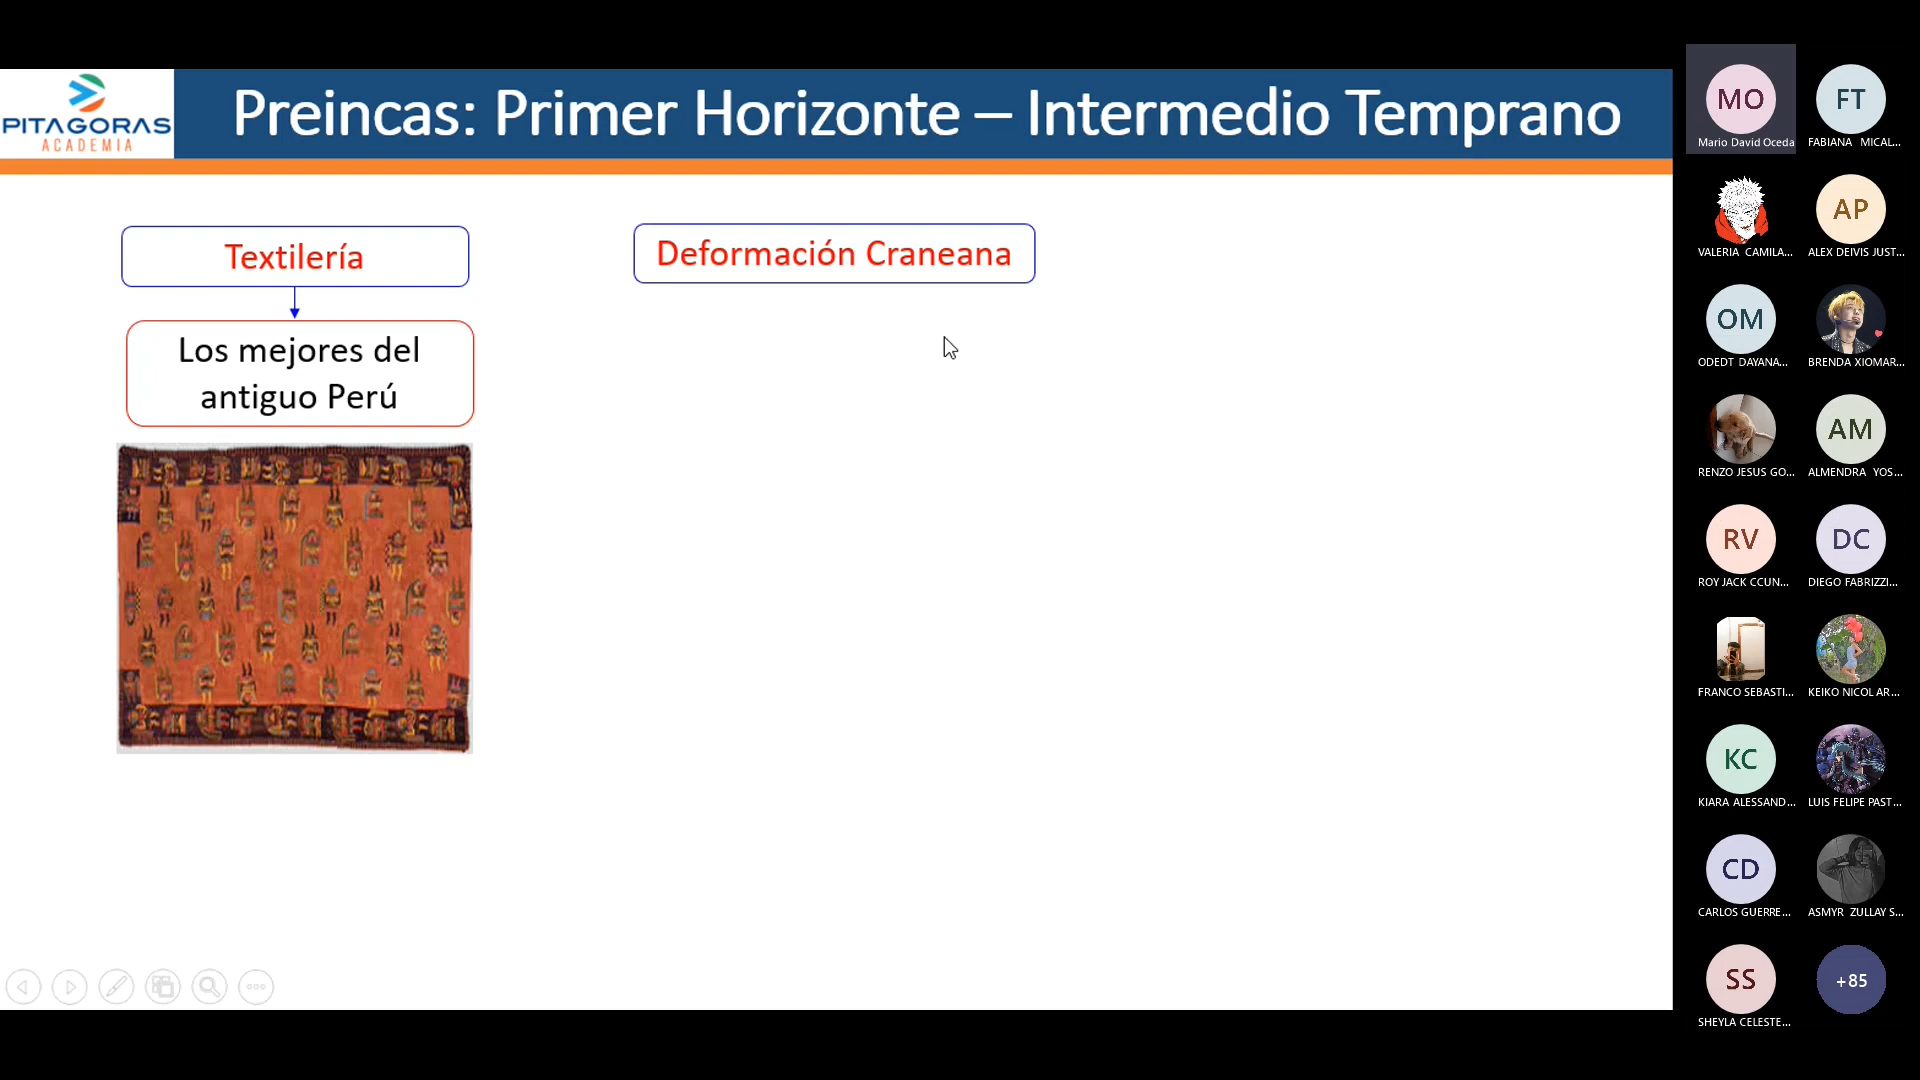 PITAGORAS
ACADEMIA
Preincas: Primer Horizonte – Intermedio Temprano
Textilería
Los mejores del
antiguo Perú
Deformación Craneana
MO
Mario David Oceda
FT
FABIANA MICAL...
VALERIA CAMILA...
AP
ALEX DEIVIS JUST...
OM
ODEDT DAYANA...
BRENDA XIOMAR...
RENZO JESUS GO...
AM
ALMENDRA YOS...
RV
ROY JACK CCUN...
DC
DIEGO FABRIZZI...
FRANCO SEBASTI...
KEIKO NICOL AR...
KC
KIARA ALESSAND...
LUIS FELIPE PAST...
CD
CARLOS GUERRE...
ASMYR ZULLAY S...
SS
SHEYLA CELESTE...
+85